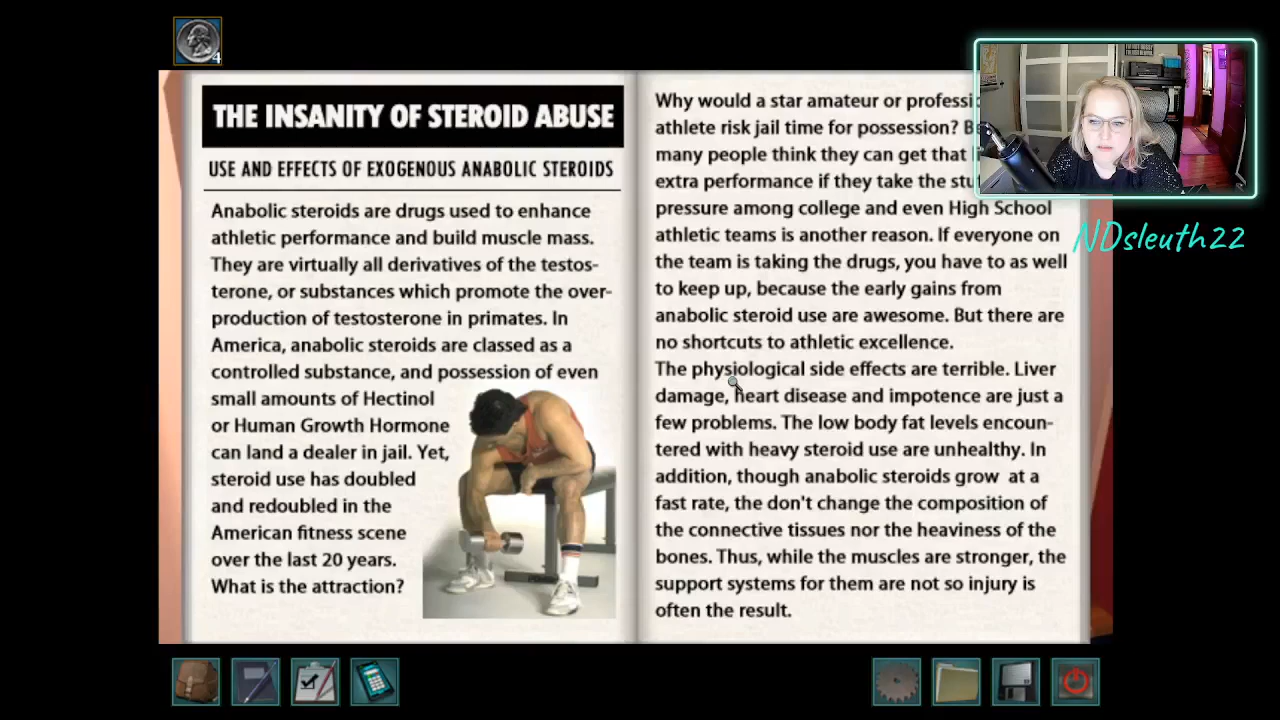 4
THE INSANITY OF STEROID ABUSE
USE AND EFFECTS OF EXOGENOUS ANABOLIC STEROIDS
Anabolic steroids are drugs used to enhance
athletic performance and build muscle mass.
They are virtually all derivatives of the testos-
terone, or substances which promote the over-
production of testosterone in primates. In
America, anabolic steroids are classed as a
controlled substance, and possession of even
small amounts of Hectinol
or Human Growth Hormone
can land a dealer in jail. Yet,
steroid use has doubled
and redoubled in the
American fitness scene
over the last 20 years.
What is the attraction?
Why would a star amateur or
athlete risk jail time for possession?
many people think they can get that
extra performance if they take the
pressure among college and even High School
athletic teams is another reason. If everyone on
the team is taking the drugs, you have to as well
to keep up, because the early gains from
anabolic steroid use are awesome. But there are
no shortcuts to athletic excellence.
The physiological side effects are terrible. Liver
damage, heart disease and impotence are just a
few problems. The low body fat levels encoun-
tered with heavy steroid use are unhealthy. In
addition, though anabolic steroids grow at a
fast rate, the don't change the composition of
the connective tissues nor the heaviness of the
bones. Thus, while the muscles are stronger, the
support systems for them are not so injury is
often the result.
NDsleuth22